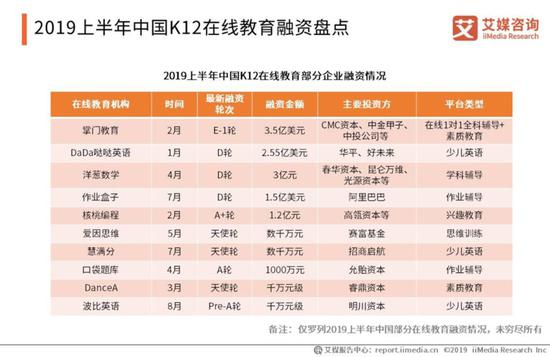 2019上半年中国K12在线教育融资盘点
艾媒咨询
iiMedia Research
2019上半年中国K12在线教育部分企业融资情况
在线教育机构 时间 最新融资轮次 融资金额 主要投资方 平台类型
掌门教育 2月 E-1轮 3.5亿美元 CMC资本、中金甲子、中投公司等 在线1对1全科辅导+素质教育
DaDa哒哒英语 1月 D轮 2.55亿美元 华平、好未来 少儿英语
洋葱数学 4月 D轮 3亿元 春华资本、昆仑万维、光源资本等 学科辅导
作业盒子 7月 D轮 1.5亿美元 阿里巴巴 作业辅导
核桃编程 2月 A+轮 1.2亿元 高瓴资本等 兴趣教育
爱因思维 5月 天使轮 数千万元 赛富基金 思维训练
慧满分 7月 天使轮 数千万元 招商启航 少儿英语
口袋题库 4月 A轮 1000万元 允贻资本 作业辅导
DanceA 3月 天使轮 千万元级 睿鼎资本 素质教育
波比英语 8月 Pre-A轮 千万元级 明川资本 少儿英语
备注：仅罗列2019上半年中国部分在线教育融资情况，未穷尽所有
艾媒报告中心：report.iimedia.cn ©2019 iiMedia Research Inc